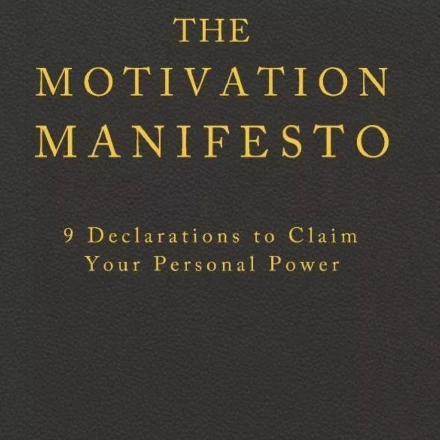 THE
MOTIVATION
MANIFESTO
9 Declarations to Claim
Your Personal Power